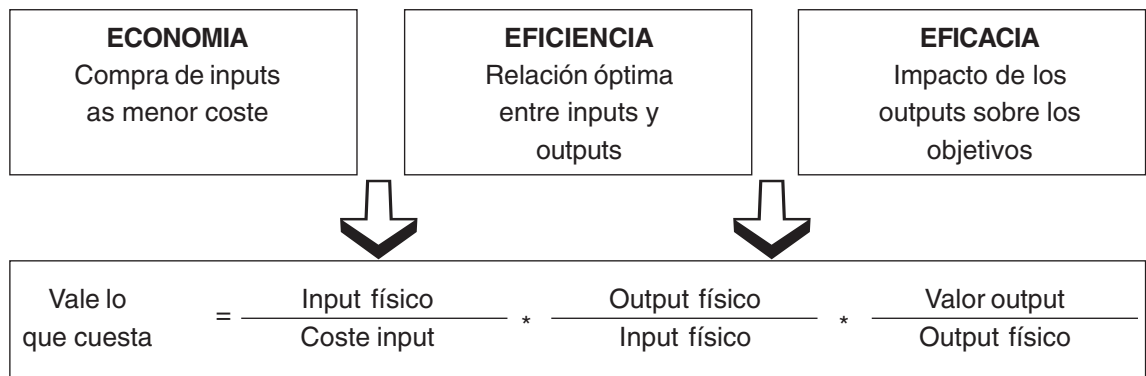 ECONOMIA
Compra de inputs
as menor coste
EFICIENCIA
Relación óptima
entre inputs y
outputs
EFICACIA
Impacto de los
outputs sobre los
objetivos
Vale lo
que cuesta
=
Input físico
Coste input
*
Output físico
Input físico
*
Valor output
Output físico